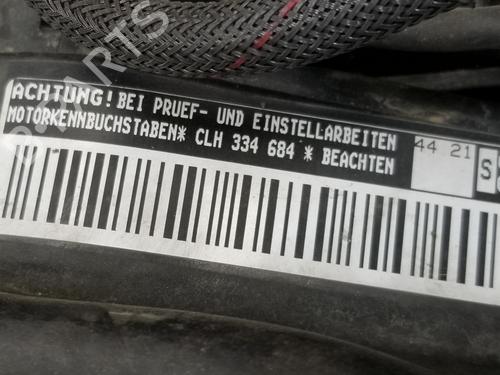 ACHTUNG! BEI PRUEF- UND EINSTELLARBEITEN
MOTORKENNBUCHSTABEN* CLH 334 684 * BEACHTEN
44 21
S